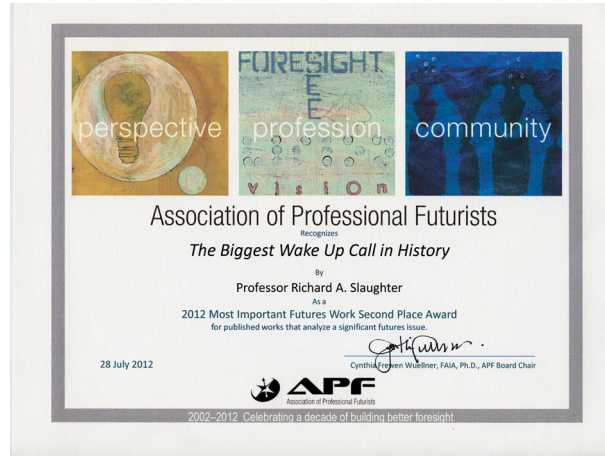 FORESIGHT
SEE
perspective
profession
community
vision
Association of Professional Futurists
Recognizes
The Biggest Wake Up Call in History
By
Professor Richard A. Slaughter
As a
2012 Most Important Futures Work Second Place Award
for published works that analyze a significant futures issue.
28 July 2012
Cynthia Frewen Wuellner, FAIA, Ph.D., APF Board Chair
APF
Association of Professional Futurists
2002–2012 Celebrating a decade of building better foresight